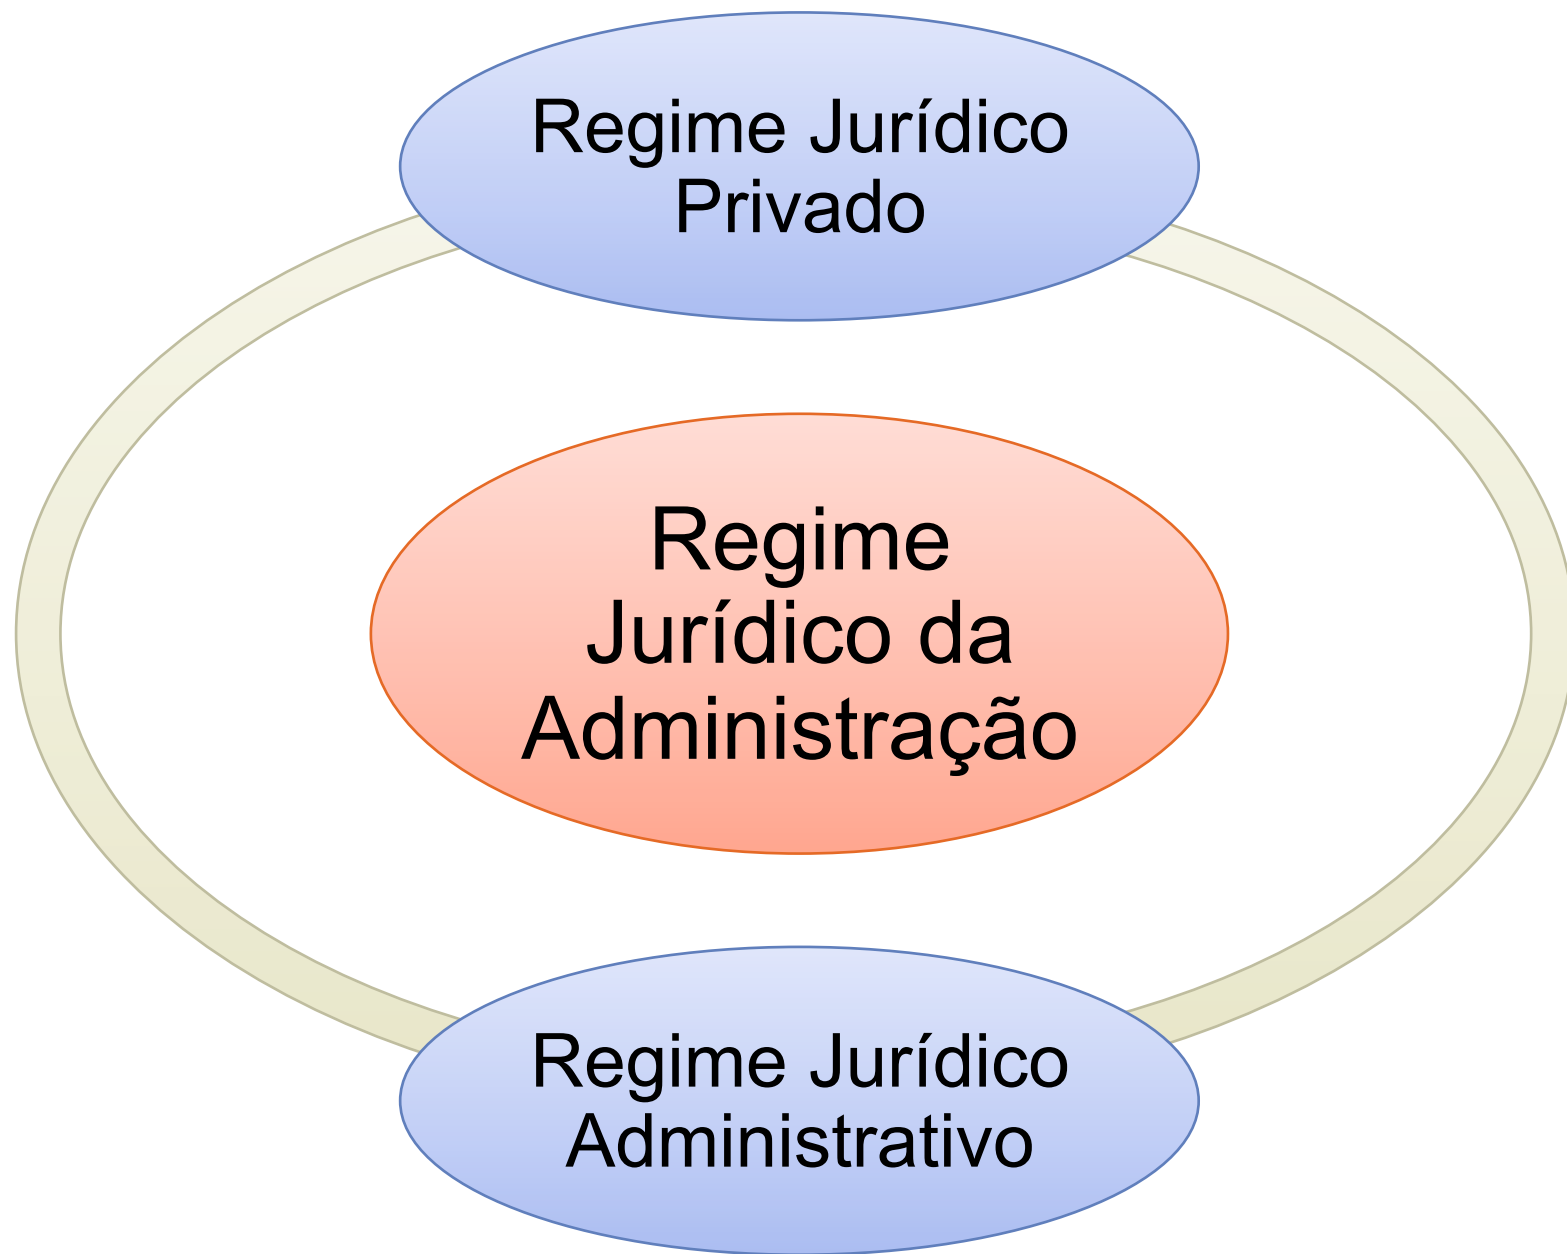 Regime Jurídico
Privado
Regime
Jurídico da
Administração
Regime Jurídico
Administrativo